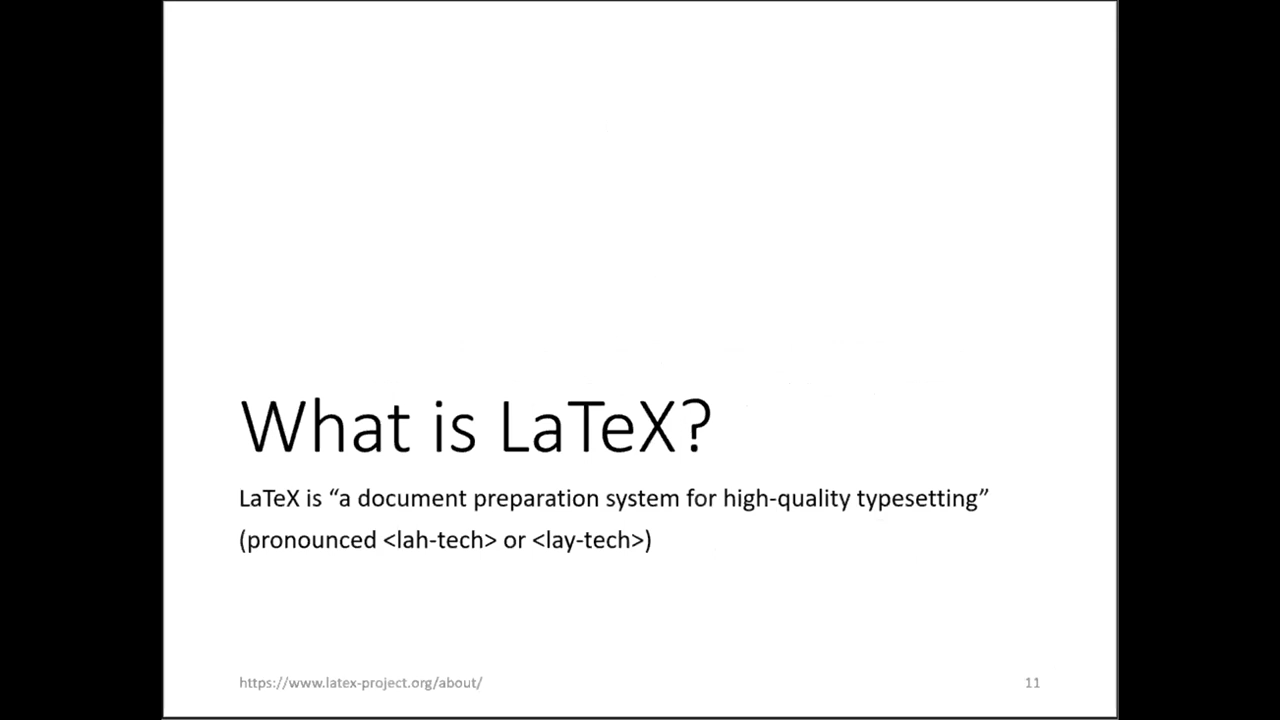 What is LaTeX?
LaTeX is “a document preparation system for high-quality typesetting”
(pronounced <lah-tech> or <lay-tech>)
https://www.latex-project.org/about/
11